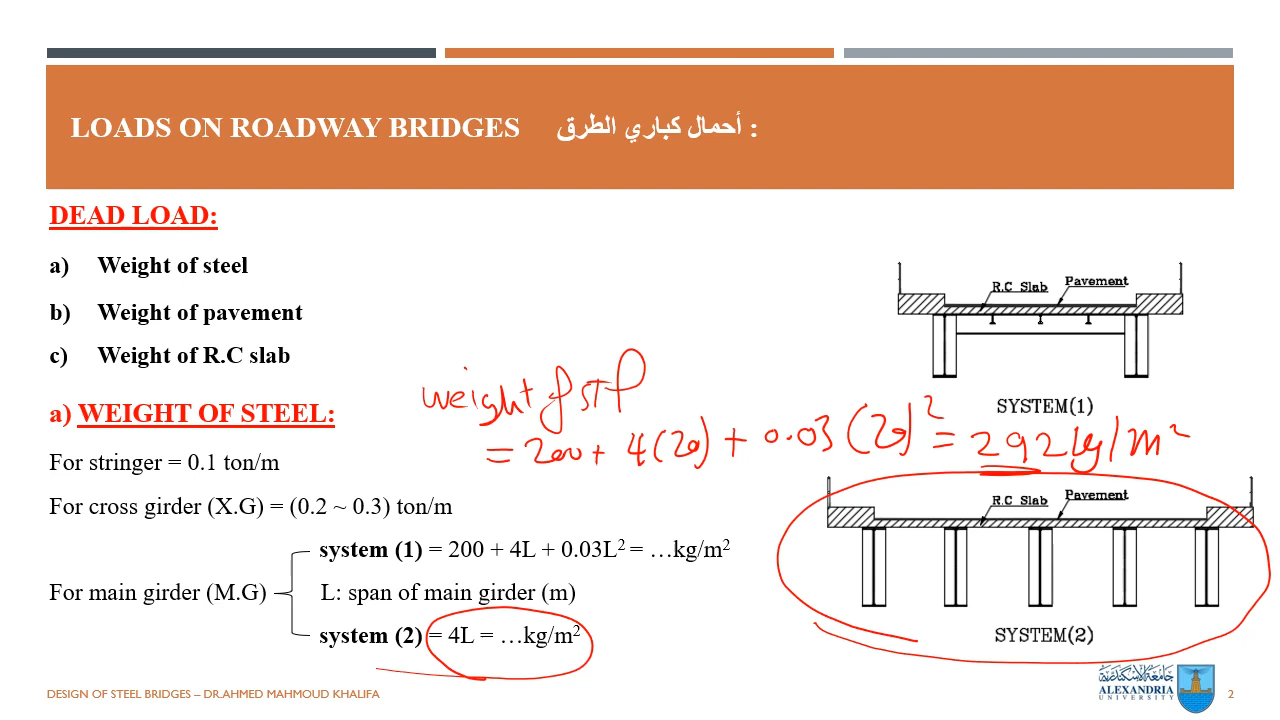 LOADS ON ROADWAY BRIDGES أحمال كباري الطرق :
DEAD LOAD:
a) Weight of steel
b) Weight of pavement
c) Weight of R.C slab
a) WEIGHT OF STEEL:
For stringer = 0.1 ton/m
For cross girder (X.G) = (0.2 ~ 0.3) ton/m
system (1) = 200 + 4L + 0.03L² = …kg/m²
For main girder (M.G)
L: span of main girder (m)
system (2) = 4L = …kg/m²
weight of
= 200 + 4(20) + 0.03 (20)² = 292 kg/m²
R.C Slab
Pavement
SYSTEM(1)
R.C Slab
Pavement
SYSTEM(2)
DESIGN OF STEEL BRIDGES – DR.AHMED MAHMOUD KHALIFA
جامعة الإسكندرية
ALEXANDRIA
UNIVERSITY
2